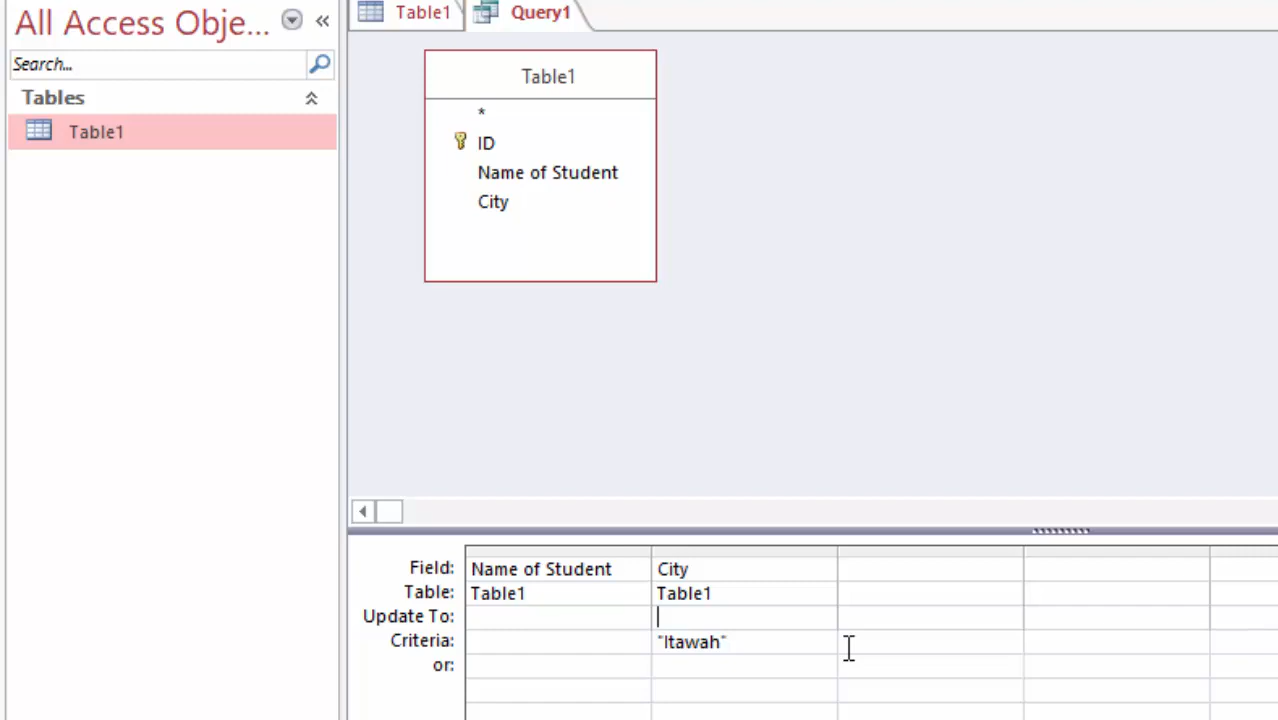 All Access Obje...
«
Search...
Tables
Table1
Table1
Query1
Table1
*
ID
Name of Student
City
Field: Name of Student City
Table: Table1 Table1
Update To:
Criteria: "Itawah"
or: